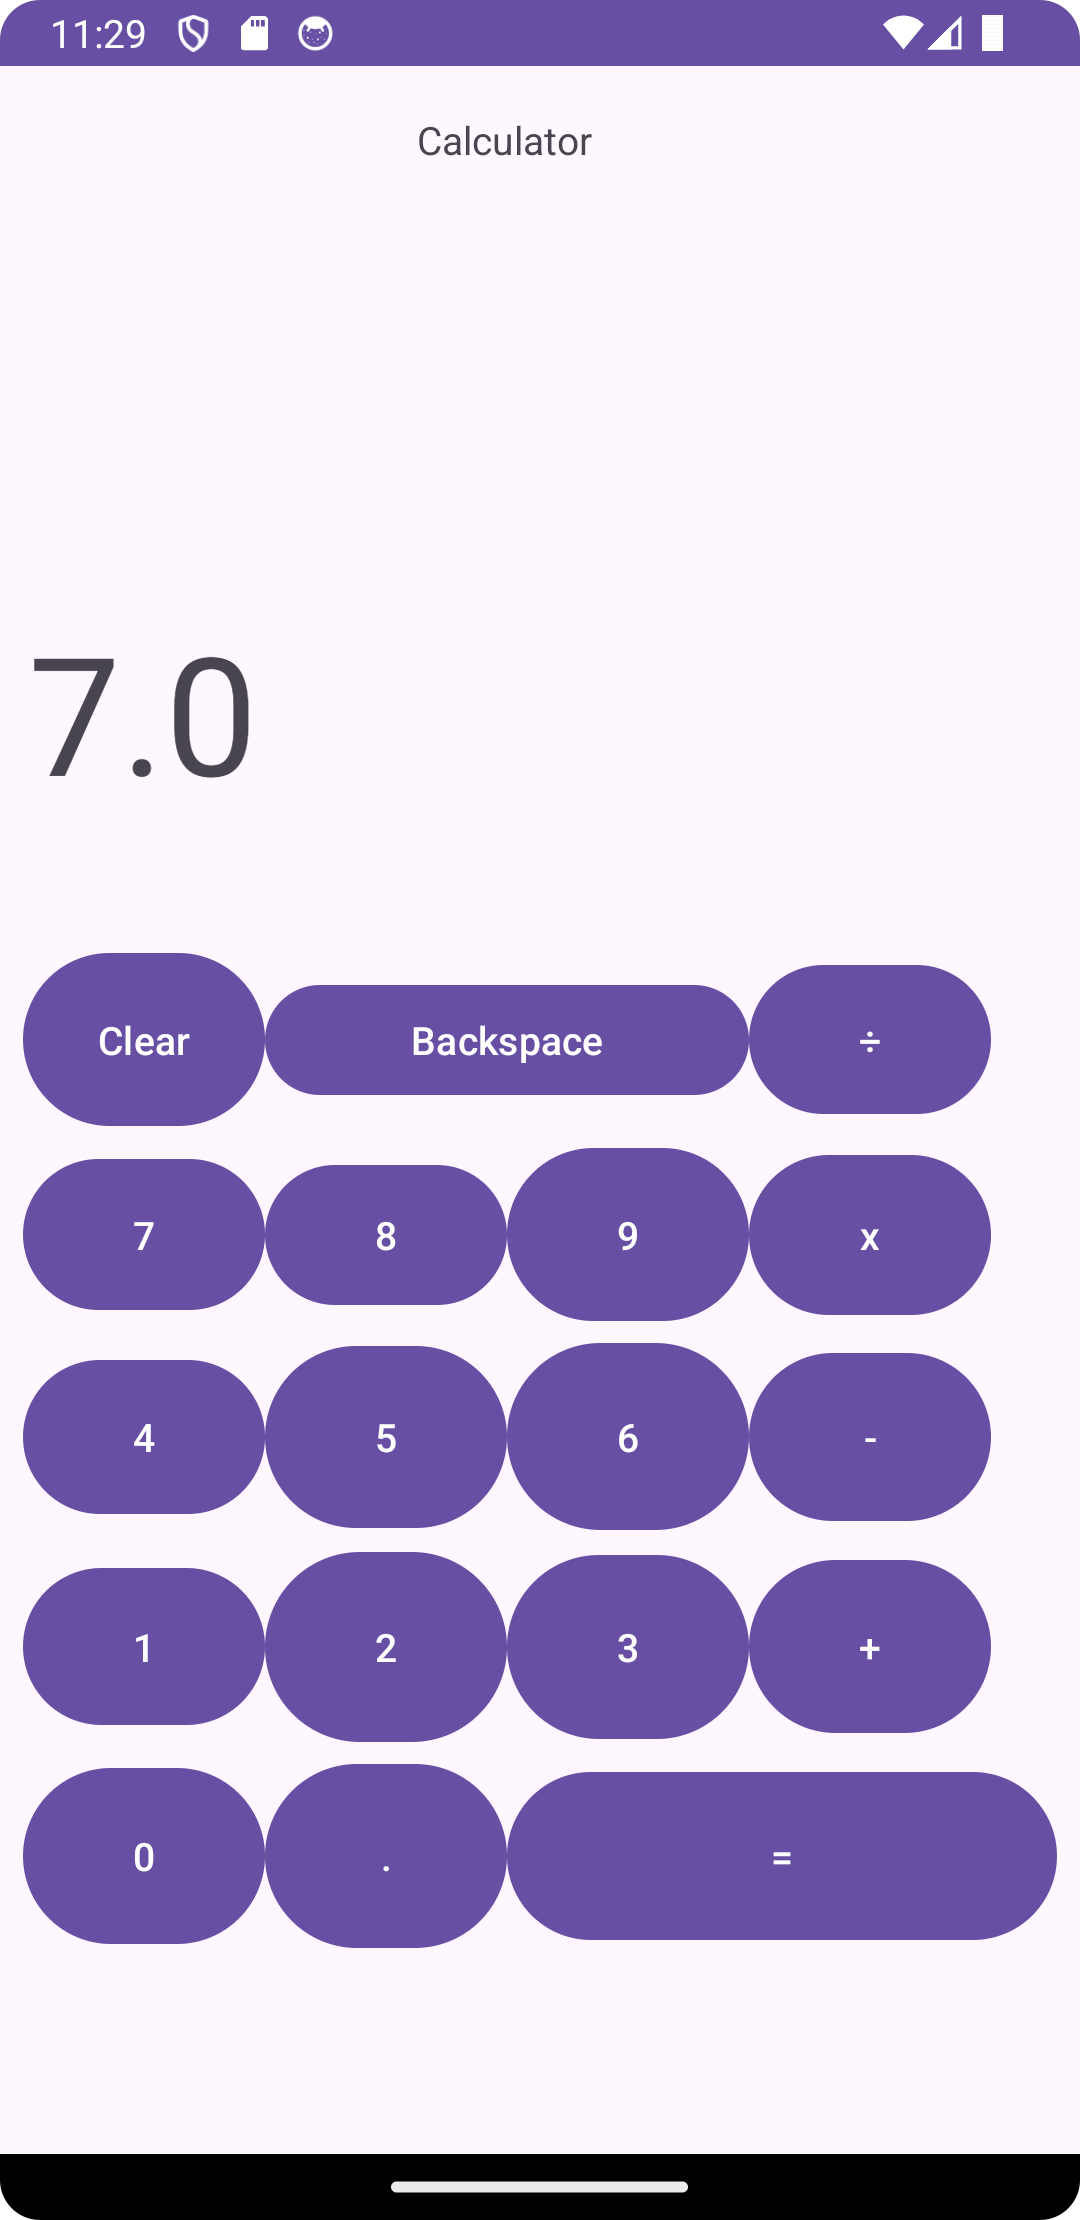 11:29
Calculator
7.0
Clear Backspace ÷
7 8 9 x
4 5 6 -
1 2 3 +
0 . =